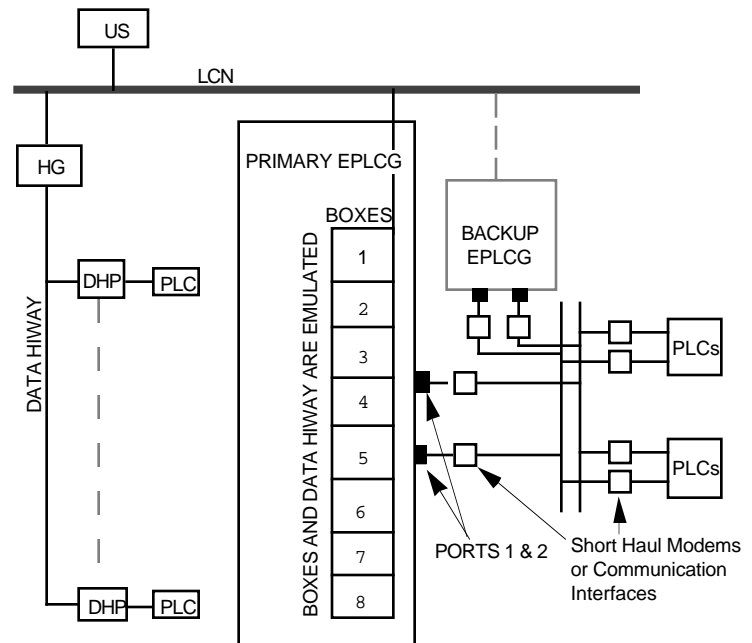 US
LCN
HG
PRIMARY EPLCG
BOXES
BACKUP
EPLCG
1
DHP
PLC
2
3
PLCs
4
DATA HIWAY
BOXES AND DATA HIWAY ARE EMULATED
5
PLCs
6
PORTS 1 & 2
Short Haul Modems
or Communication
Interfaces
7
8
DHP
PLC